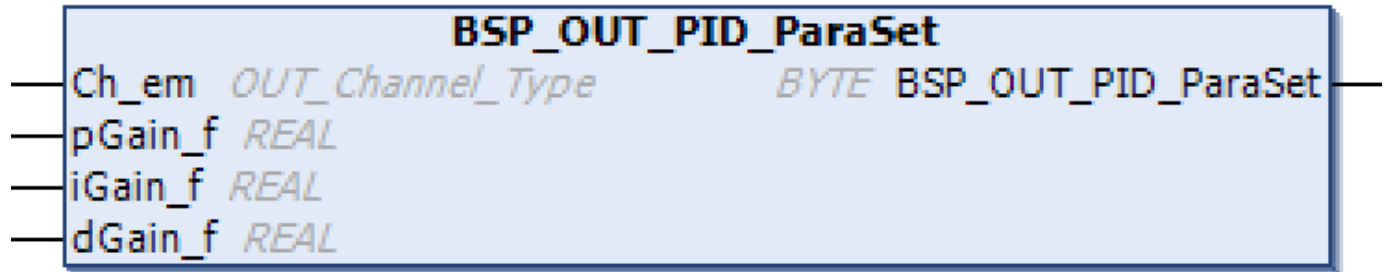 BSP_OUT_PID_ParaSet
Ch_em OUT_Channel_Type BYTE BSP_OUT_PID_ParaSet
pGain_f REAL
iGain_f REAL
dGain_f REAL